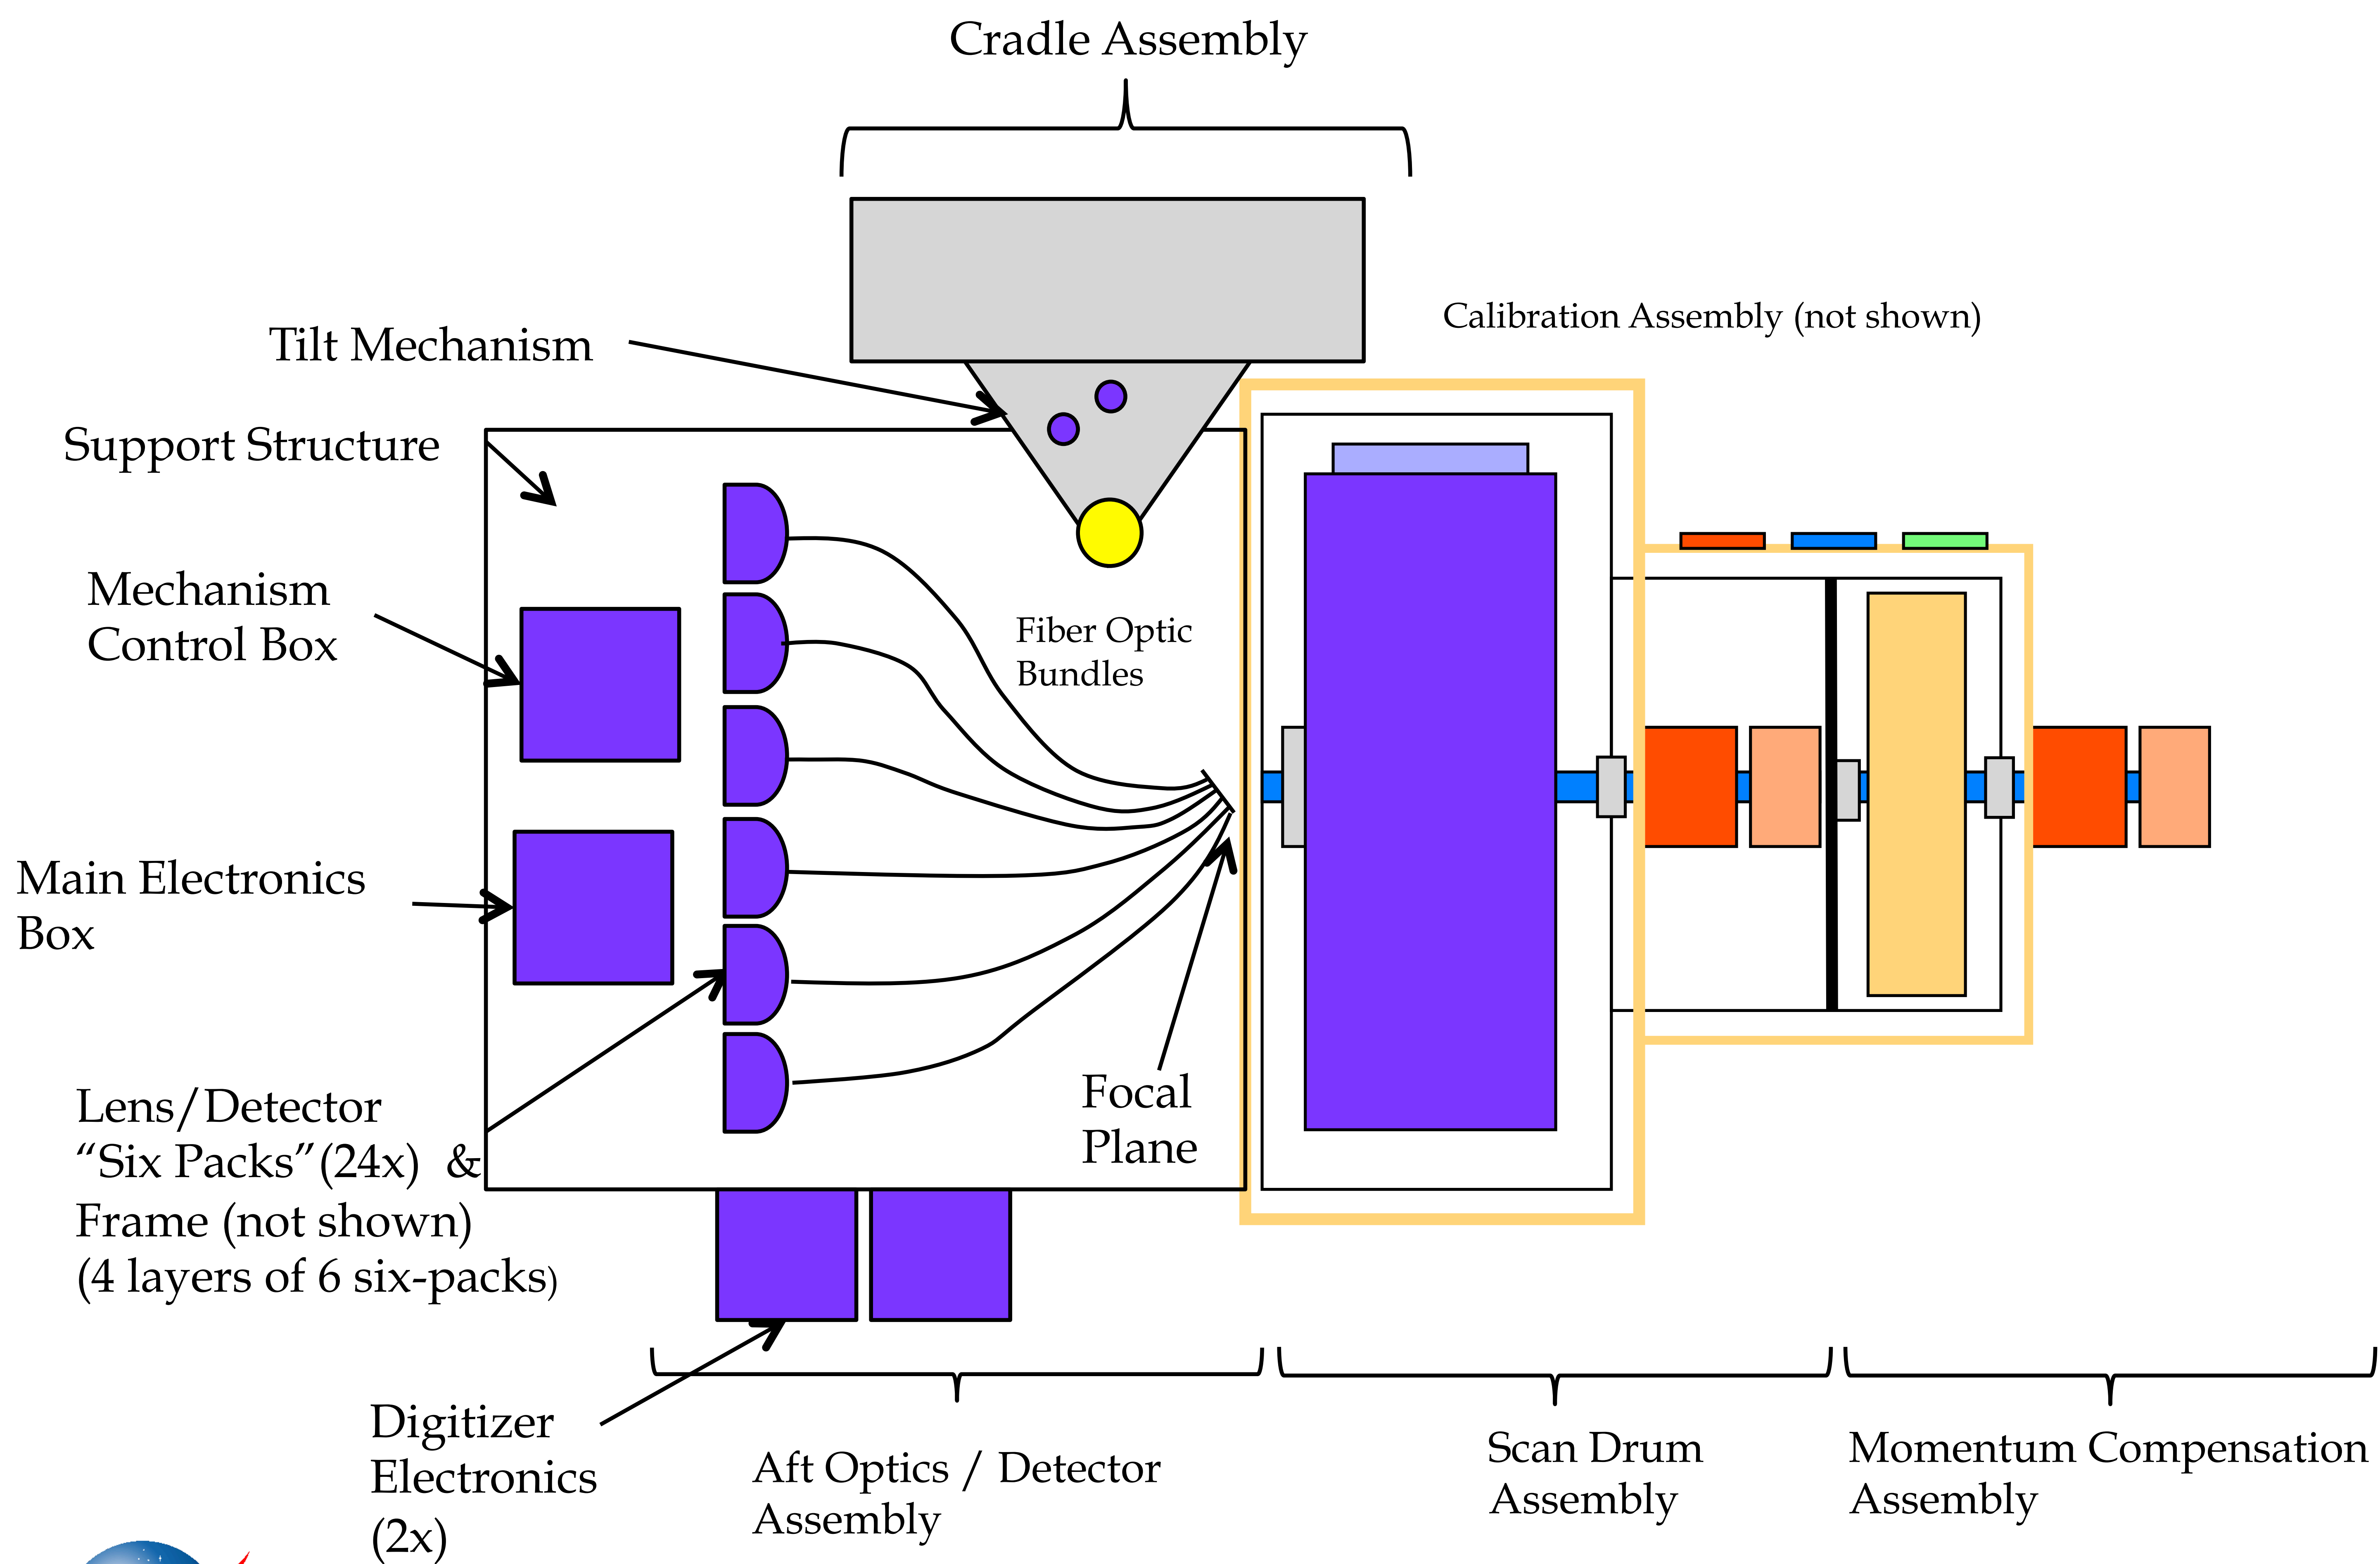 Cradle Assembly
Calibration Assembly (not shown)
Tilt Mechanism
Support Structure
Mechanism
Control Box
Fiber Optic
Bundles
Main Electronics
Box
Lens/Detector
“Six Packs”(24x)  &
Frame (not shown)
(4 layers of 6 six-packs)
Focal
Plane
Digitizer
Electronics
(2x)
Aft Optics / Detector
Assembly
Scan Drum
Assembly
Momentum Compensation
Assembly